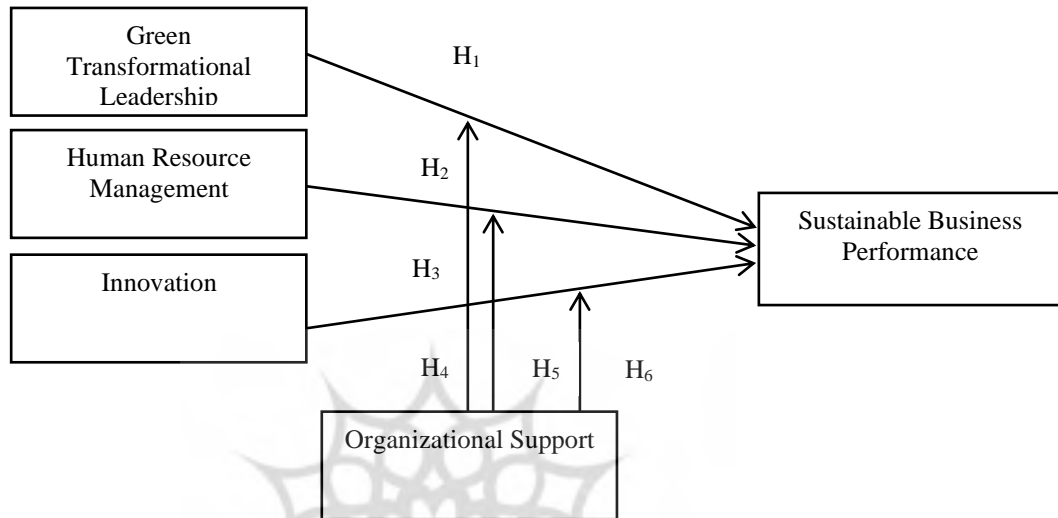 Green
Transformational
Leadership
H₁
Human Resource
Management
H₂
Sustainable Business
Performance
Innovation
H₃
H₄
H₅
H₆
Organizational Support